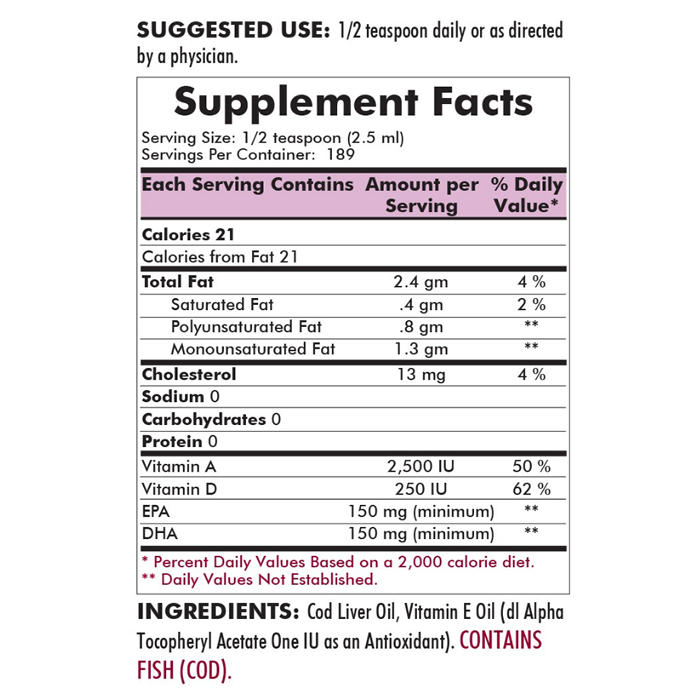 SUGGESTED USE: 1/2 teaspoon daily or as directed
by a physician.
Supplement Facts
Serving Size: 1/2 teaspoon (2.5 ml)
Servings Per Container: 189
Each Serving Contains Amount per % Daily
Serving Value*
Calories 21
Calories from Fat 21
Total Fat 2.4 gm 4 %
Saturated Fat .4 gm 2 %
Polyunsaturated Fat .8 gm **
Monounsaturated Fat 1.3 gm **
Cholesterol 13 mg 4 %
Sodium 0
Carbohydrates 0
Protein 0
Vitamin A 2,500 IU 50 %
Vitamin D 250 IU 62 %
EPA 150 mg (minimum) **
DHA 150 mg (minimum) **
* Percent Daily Values Based on a 2,000 calorie diet.
** Daily Values Not Established.
INGREDIENTS: Cod Liver Oil, Vitamin E Oil (dl Alpha
Tocopheryl Acetate One IU as an Antioxidant). CONTAINS
FISH (COD).